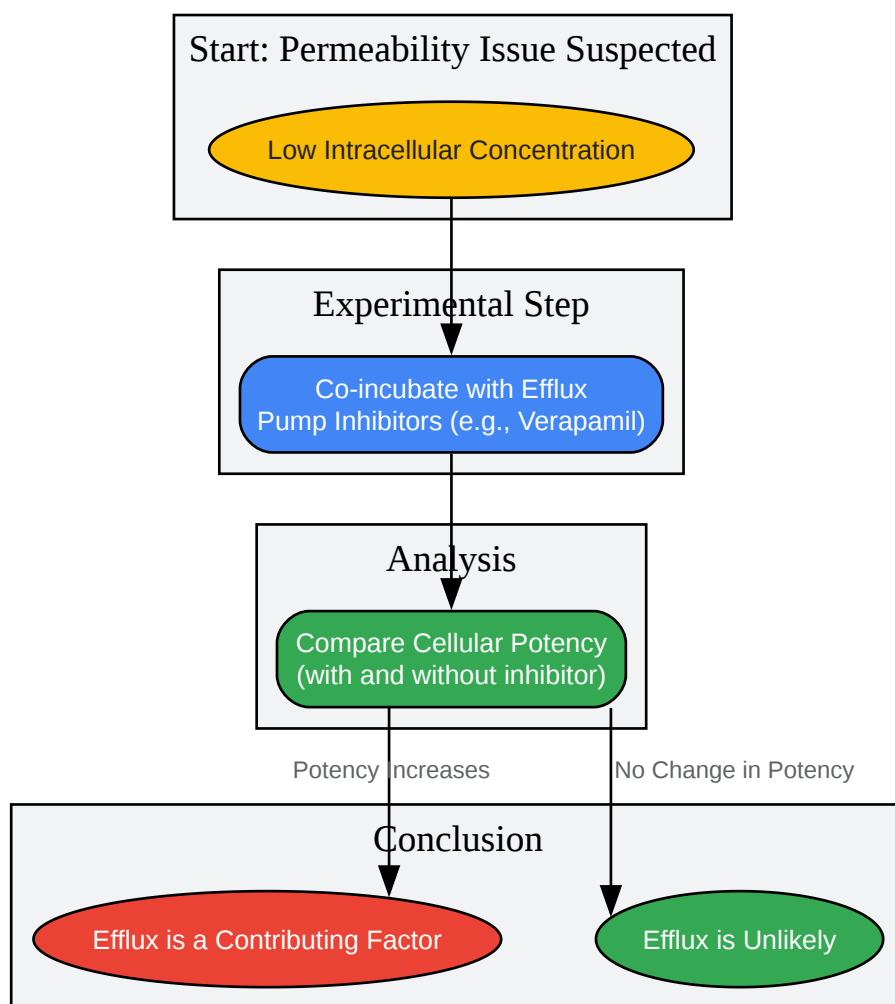 Start: Permeability Issue Suspected
Low Intracellular Concentration
Experimental Step
Co-incubate with Efflux
Pump Inhibitors (e.g., Verapamil)
Analysis
Compare Cellular Potency
(with and without inhibitor)
Potency Increases
No Change in Potency
Conclusion
Efflux is a Contributing Factor
Efflux is Unlikely